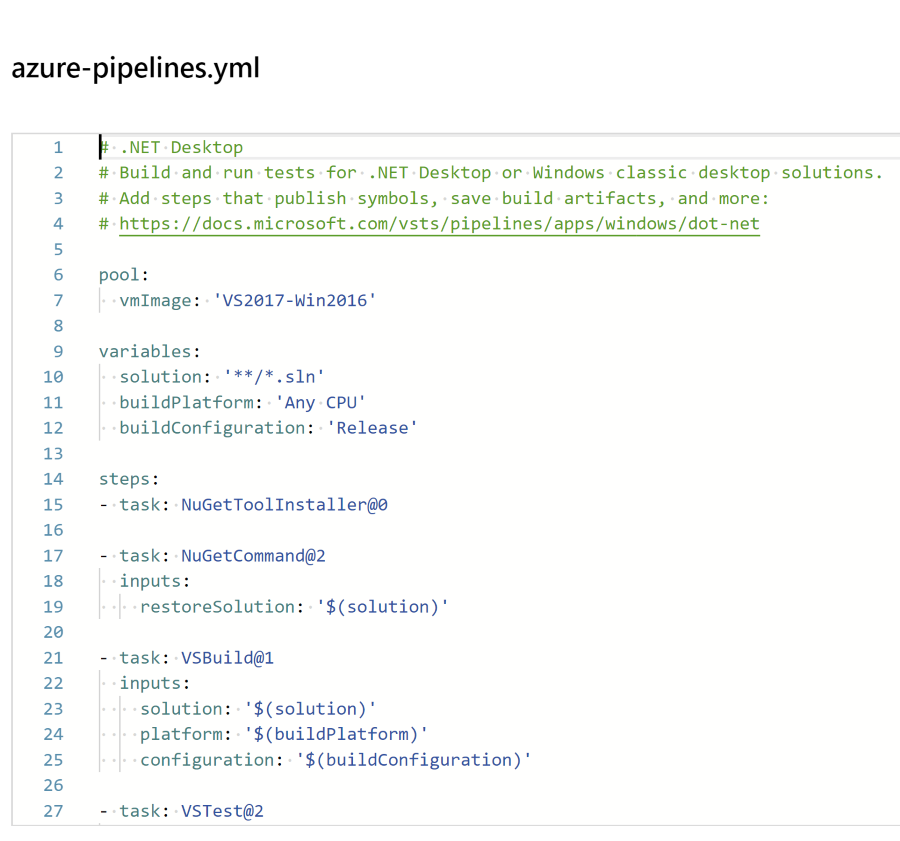 azure-pipelines.yml
1 # .NET Desktop
2 # Build and run tests for .NET Desktop or Windows classic desktop solutions.
3 # Add steps that publish symbols, save build artifacts, and more:
4 # https://docs.microsoft.com/vsts/pipelines/apps/windows/dot-net
5
6 pool:
7   vmImage: 'VS2017-Win2016'
8
9 variables:
10   solution: '**/*.sln'
11   buildPlatform: 'Any CPU'
12   buildConfiguration: 'Release'
13
14 steps:
15 - task: NuGetToolInstaller@0
16
17 - task: NuGetCommand@2
18   inputs:
19     restoreSolution: '$(solution)'
20
21 - task: VSBuild@1
22   inputs:
23     solution: '$(solution)'
24     platform: '$(buildPlatform)'
25     configuration: '$(buildConfiguration)'
26
27 - task: VSTest@2